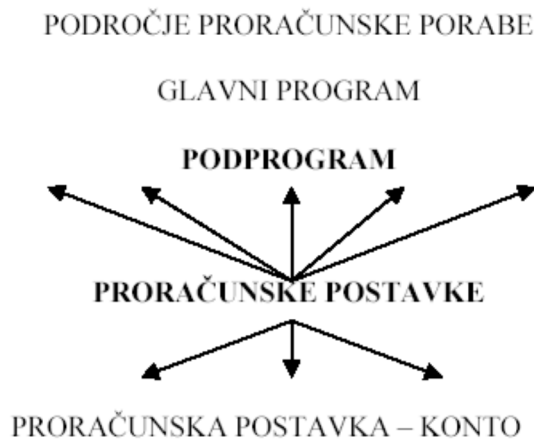 PODROČJE PRORAČUNSKE PORABE
GLAVNI PROGRAM
PODPROGRAM
PRORAČUNSKE POSTAVKE
PRORAČUNSKA POSTAVKA – KONTO